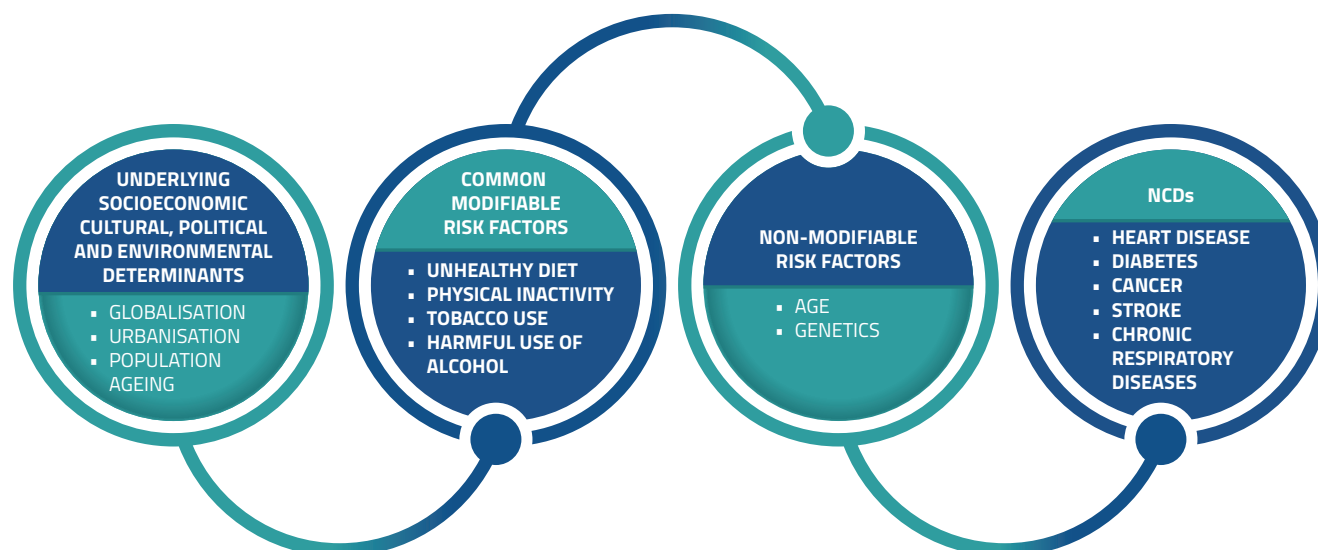 UNDERLYING
SOCIOECONOMIC
CULTURAL, POLITICAL
AND ENVIRONMENTAL
DETERMINANTS
▪ GLOBALISATION
▪ URBANISATION
▪ POPULATION
AGEING
COMMON
MODIFIABLE
RISK FACTORS
▪ UNHEALTHY DIET
▪ PHYSICAL INACTIVITY
▪ TOBACCO USE
▪ HARMFUL USE OF
ALCOHOL
NON-MODIFIABLE
RISK FACTORS
▪ AGE
▪ GENETICS
NCDs
▪ HEART DISEASE
▪ DIABETES
▪ CANCER
▪ STROKE
▪ CHRONIC
RESPIRATORY
DISEASES